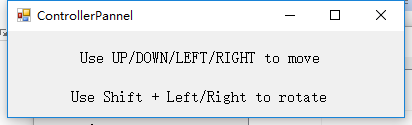 ControllerPannel
Use UP/DOWN/LEFT/RIGHT to move
Use Shift + Left/Right to rotate